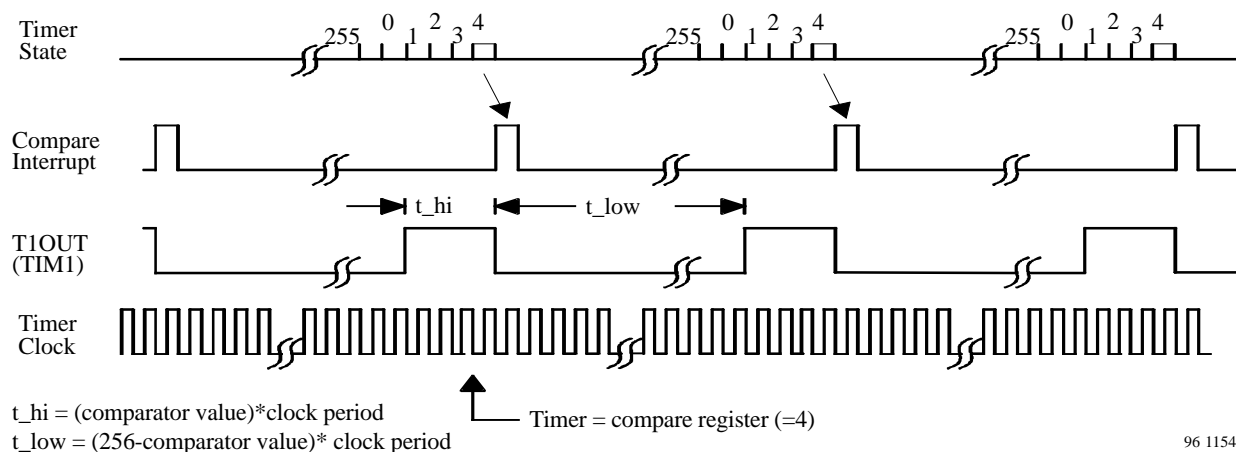 Timer
State
255 0 1 2 3 4
255 0 1 2 3 4
255 0 1 2 3 4
Compare
Interrupt
t_hi
t_low
T1OUT
(TIM1)
Timer
Clock
t_hi = (comparator value)*clock period
Timer = compare register (=4)
t_low = (256-comparator value)* clock period
96 1154